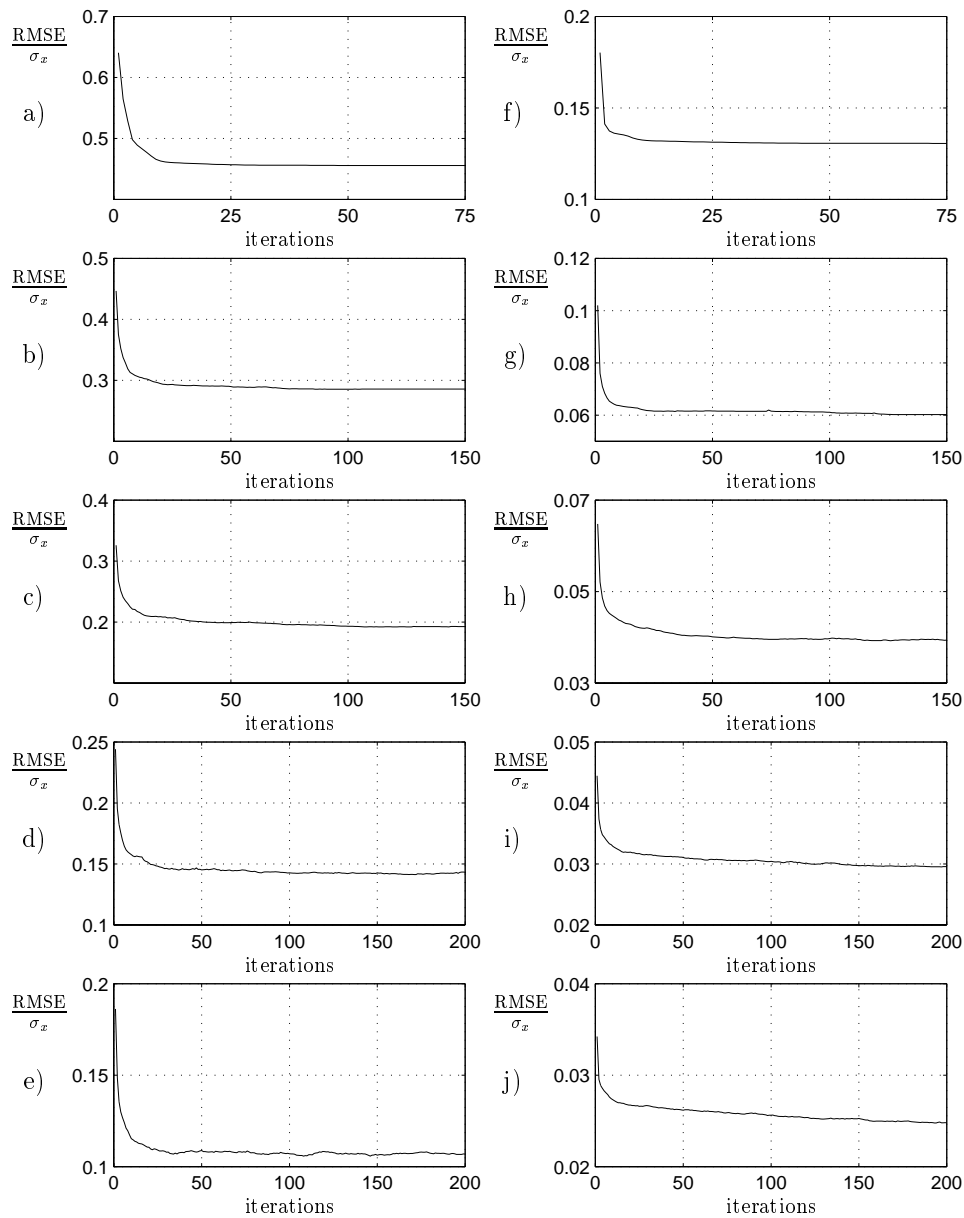 0.7
RMSE
σx
0.6
a)
0.5
0 25 50 75
iterations
0.2
RMSE
σx
0.15
f)
0.1
0 25 50 75
iterations
0.5
RMSE
σx
0.4
b)
0.3
0 50 100 150
iterations
0.12
RMSE
σx
0.1
0.08
g)
0.06
0 50 100 150
iterations
0.4
RMSE
σx
0.3
c)
0.2
0 50 100 150
iterations
0.07
RMSE
σx
0.05
h)
0.03
0 50 100 150
iterations
0.25
RMSE
σx
0.2
d)
0.15
0.1
0 50 100 150 200
iterations
0.05
RMSE
σx
0.04
i)
0.03
0.02
0 50 100 150 200
iterations
0.2
RMSE
σx
0.15
e)
0.1
0 50 100 150 200
iterations
0.04
RMSE
σx
0.03
j)
0.02
0 50 100 150 200
iterations